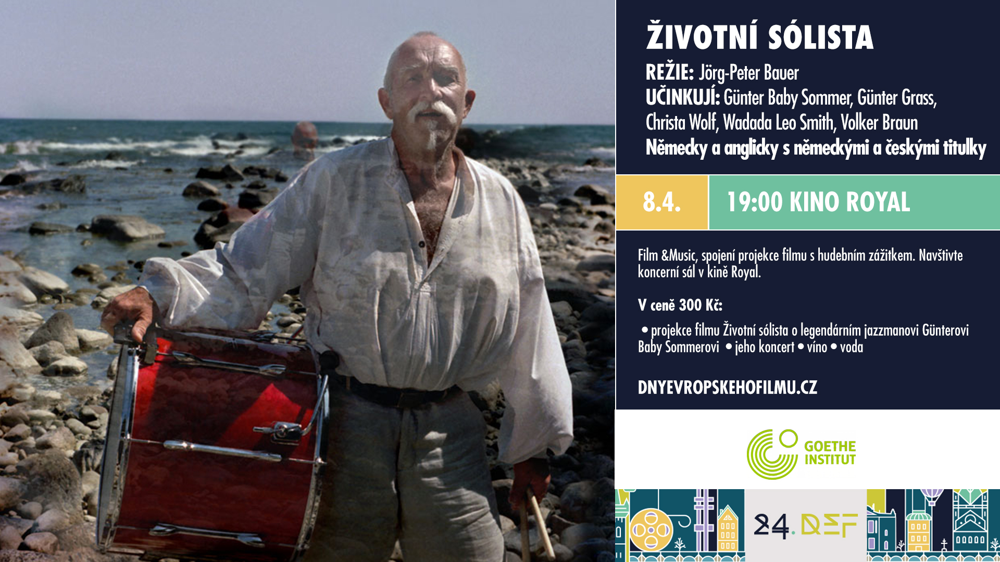 ŽIVOTNÍ SÓLISTA
REŽIE: Jörg-Peter Bauer
UČINKUJÍ: Günter Baby Sommer, Günter Grass,
Christa Wolf, Wadada Leo Smith, Volker Braun
Německy a anglicky s německými a českými titulky
8.4.
19:00 KINO ROYAL
Film &Music, spojení projekce filmu s hudebním zážitkem. Navštivte
koncerní sál v kině Royal.
V ceně 300 Kč:
• projekce filmu Životní sólista o legendárním jazzmanovi Günterovi
Baby Sommerovi • jeho koncert • víno • voda
DNYEVROPSKEHOFILMU.CZ
GOETHE
INSTITUT
24. DEF